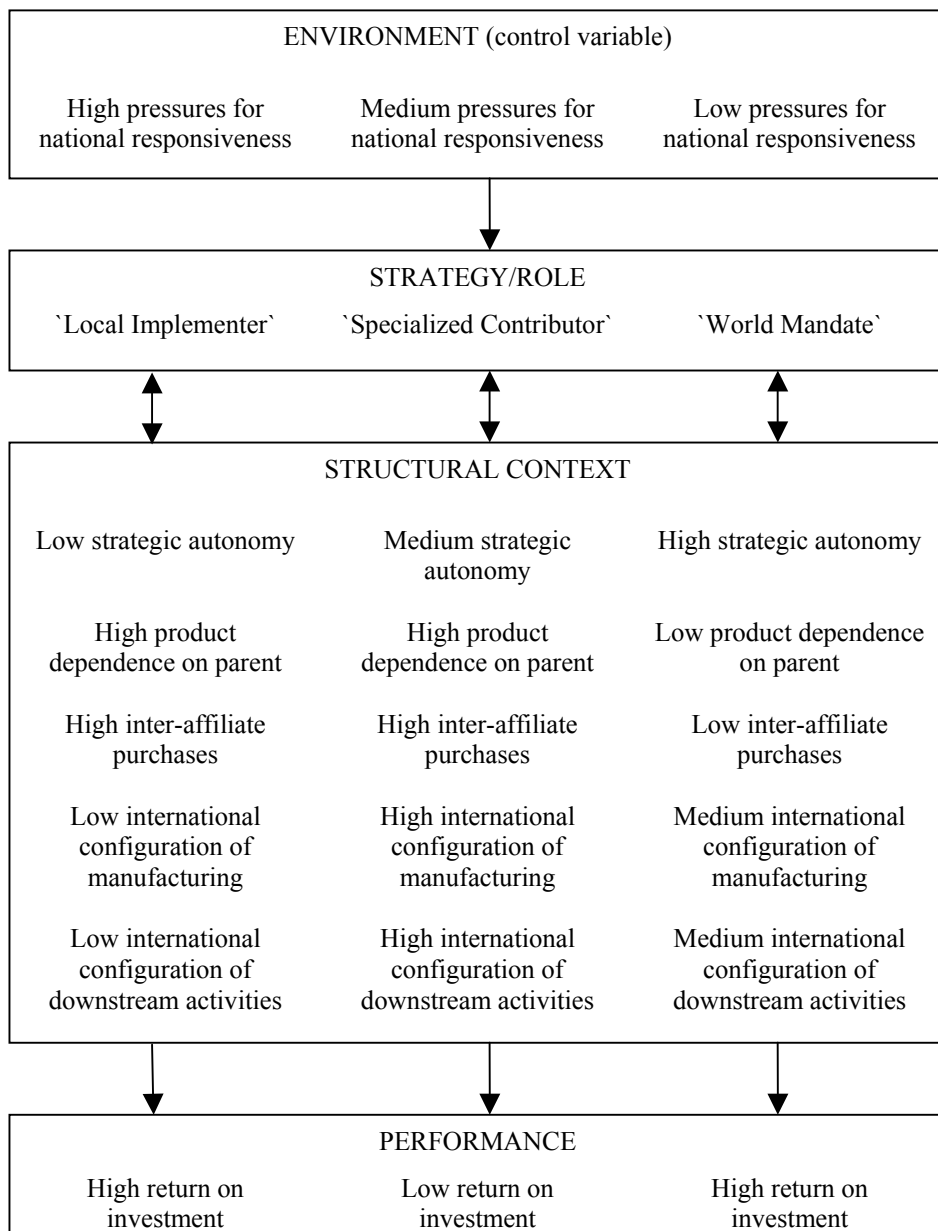 ENVIRONMENT (control variable)
High pressures for
national responsiveness
Medium pressures for
national responsiveness
Low pressures for
national responsiveness
STRATEGY/ROLE
`Local Implementer`
`Specialized Contributor`
`World Mandate`
STRUCTURAL CONTEXT
Low strategic autonomy
Medium strategic
autonomy
High strategic autonomy
High product
dependence on parent
High product
dependence on parent
Low product dependence
on parent
High inter-affiliate
purchases
High inter-affiliate
purchases
Low inter-affiliate
purchases
Low international
configuration of
manufacturing
High international
configuration of
manufacturing
Medium international
configuration of
manufacturing
Low international
configuration of
downstream activities
High international
configuration of
downstream activities
Medium international
configuration of
downstream activities
PERFORMANCE
High return on
investment
Low return on
investment
High return on
investment